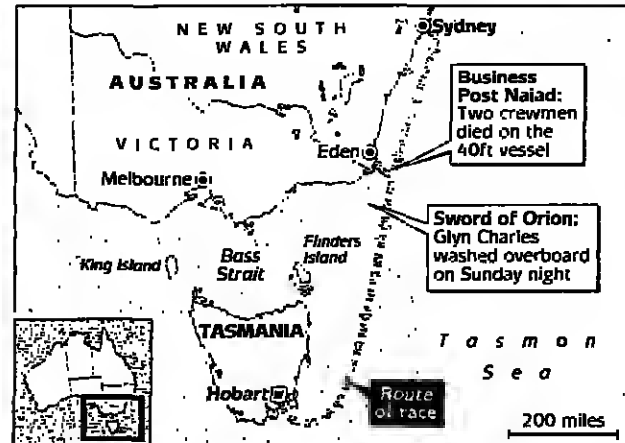 NEW SOUTH
WALES
Sydney
AUSTRALIA
Business
Post Naiad:
Two crewmen
died on the
40ft vessel
VICTORIA
Eden
Melbourne
Sword of Orion:
Glyn Charles
washed overboard
on Sunday night
King Island
Bass
Strait
Flinders
Island
TASMANIA
Tasmon
Sea
Hobart
Route
of race
200 miles